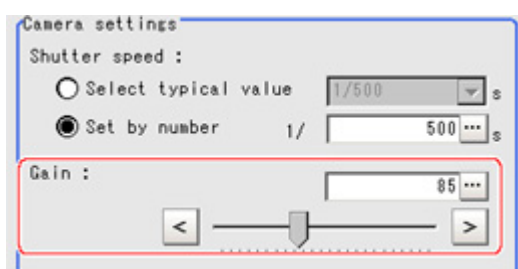 Camera settings
Shutter speed :
Select typical value 1/500 s
Set by number 1/ 500 ... s
Gain :
85 ...
< >